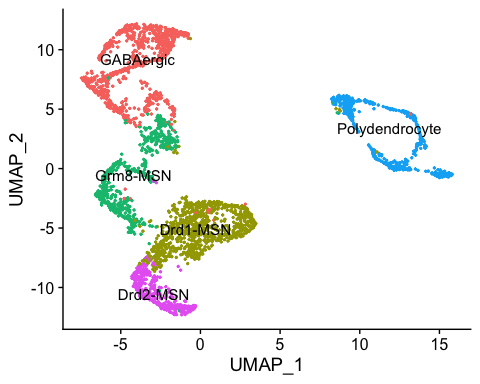 10
5
0
-5
-10
UMAP_2
GABAergic
Polydendrocyte
Grm8-MSN
Drd1-MSN
Drd2-MSN
-5 0 5 10 15
UMAP_1